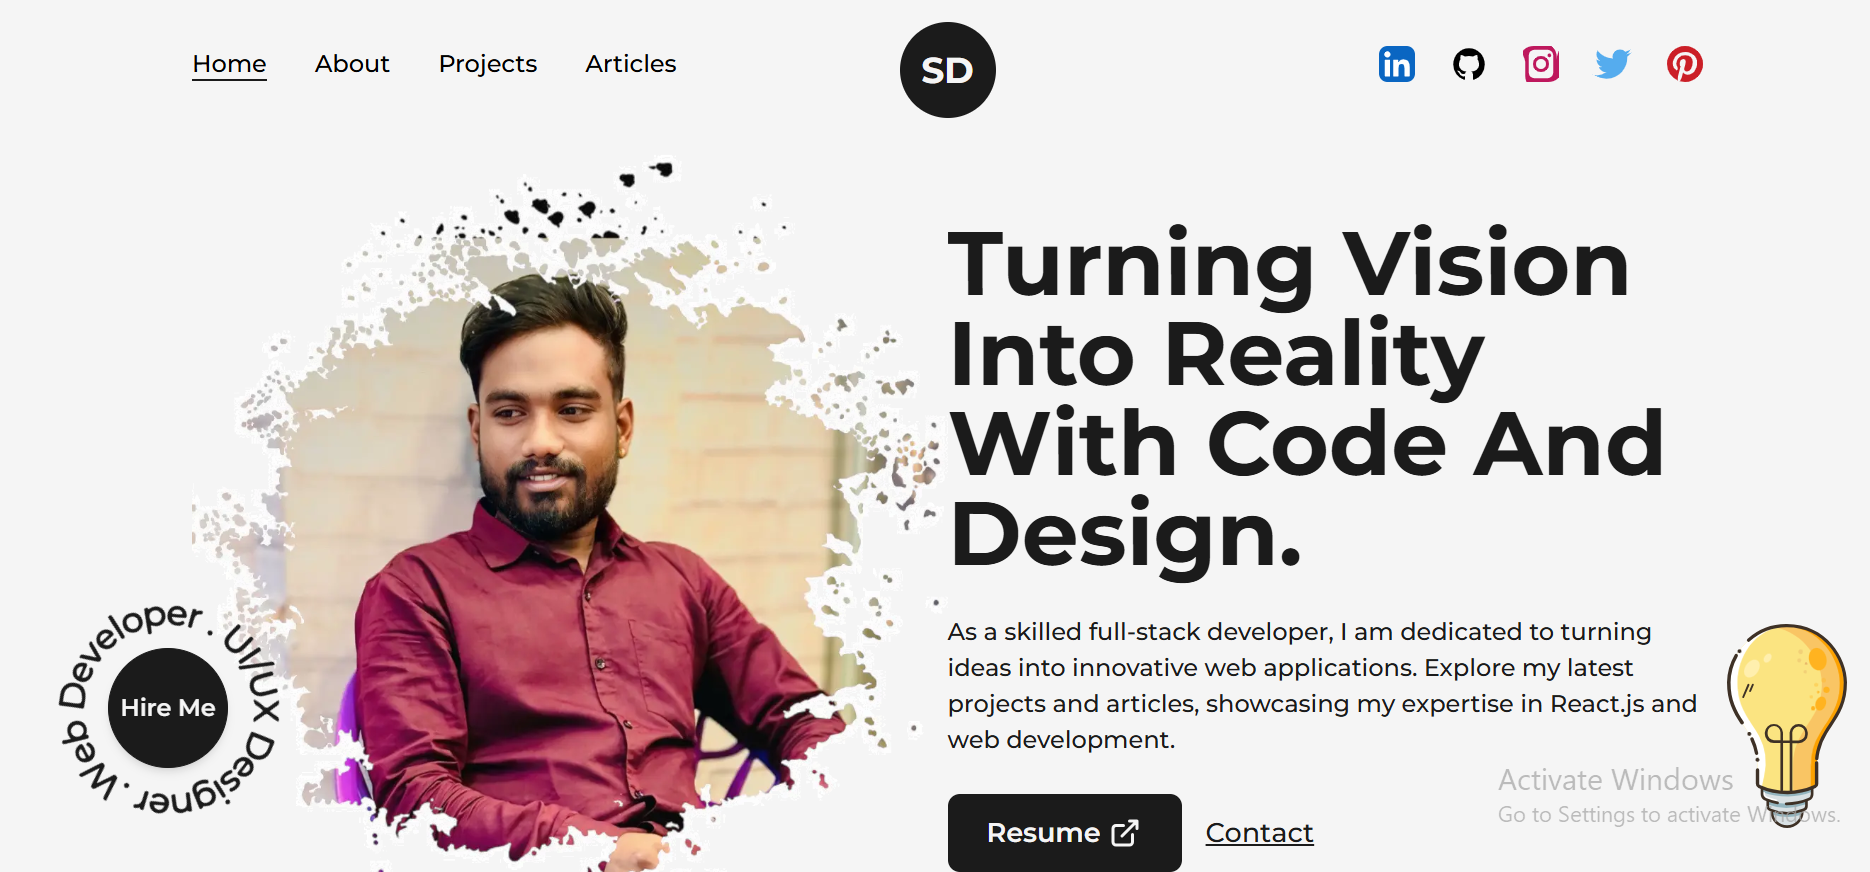 Home About Projects Articles
SD
in
Turning Vision
Into Reality
With Code And
Design.
As a skilled full-stack developer, I am dedicated to turning
ideas into innovative web applications. Explore my latest
projects and articles, showcasing my expertise in React.js and
web development.
Resume Contact
Web Developer . UI/UX Designer .
Hire Me
Activate Windows
Go to Settings to activate Windows.